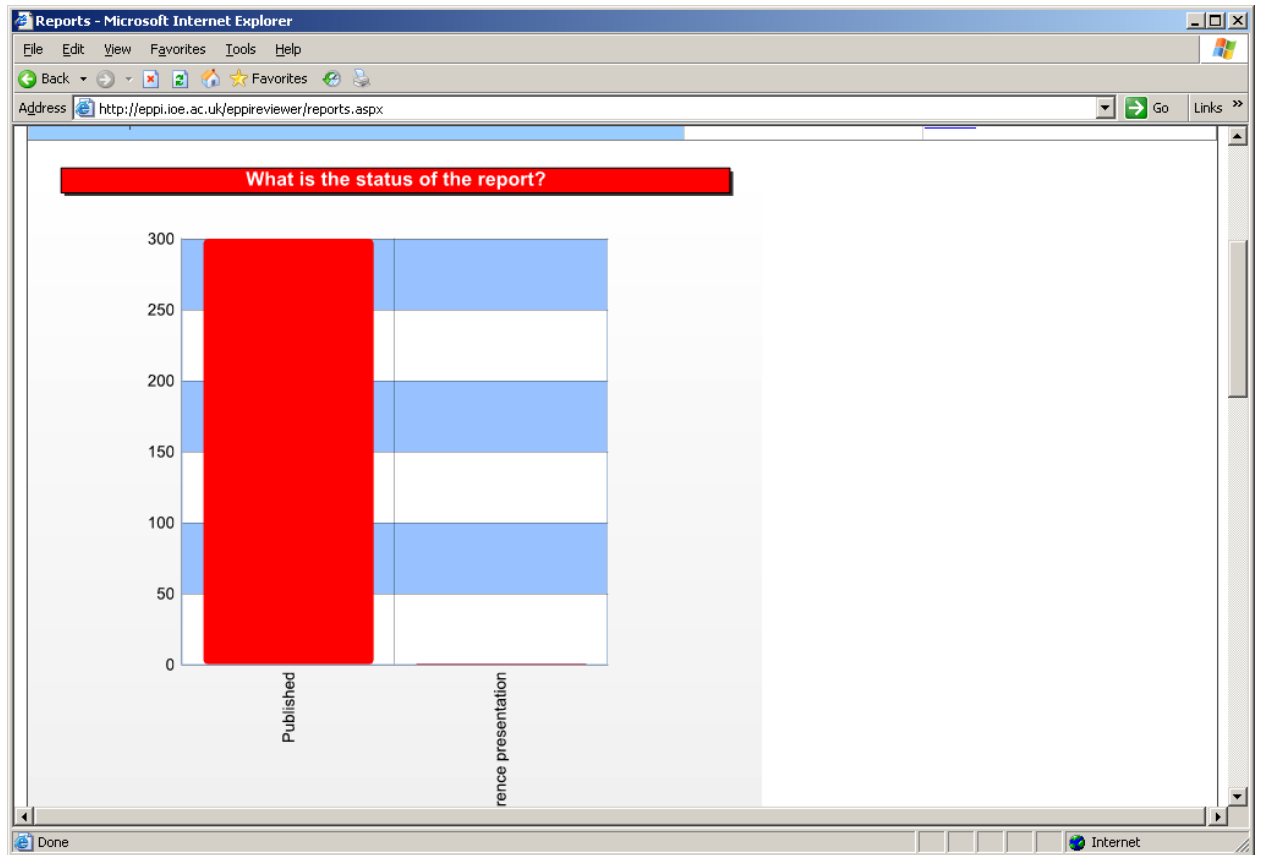 Reports - Microsoft Internet Explorer
File Edit View Favorites Tools Help
Back Favorites
Address http://eppi.ioe.ac.uk/eppireviewer/reports.aspx Go Links »
What is the status of the report?
300
250
200
150
100
50
0
Published
rence presentation
Done Internet